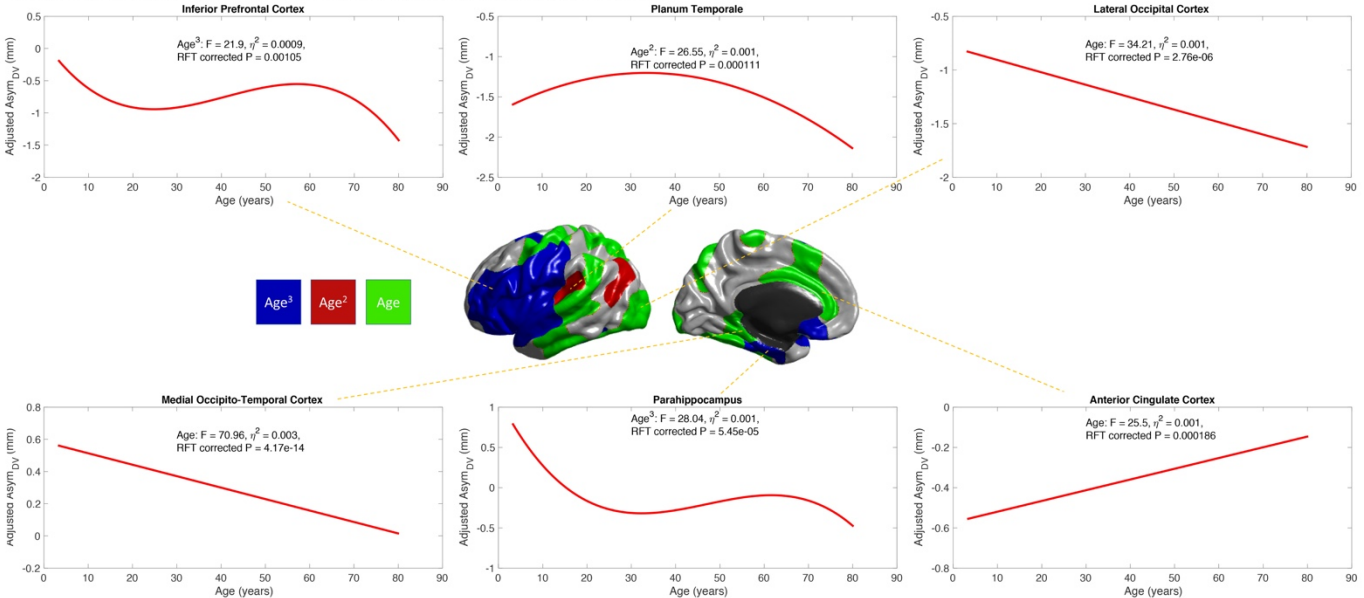 Inferior Prefrontal Cortex
Adjusted Asym_DV (mm)
0.5
0
-0.5
-1
-1.5
-2
Age³: F = 21.9, η² = 0.0009,
RFT corrected P = 0.00105
0 10 20 30 40 50 60 70 80 90
Age (years)
Planum Temporale
Adjusted Asym_DV (mm)
-0.5
-1
-1.5
-2
-2.5
Age²: F = 26.55, η² = 0.001,
RFT corrected P = 0.000111
0 10 20 30 40 50 60 70 80 90
Age (years)
Lateral Occipital Cortex
Adjusted Asym_DV (mm)
-0.5
-1
-1.5
-2
Age: F = 34.21, η² = 0.001,
RFT corrected P = 2.76e-06
0 10 20 30 40 50 60 70 80 90
Age (years)
Age³ Age² Age
Medial Occipito-Temporal Cortex
Adjusted Asym_DV (mm)
0.8
0.6
0.4
0.2
0
-0.2
Age: F = 70.96, η² = 0.003,
RFT corrected P = 4.17e-14
0 10 20 30 40 50 60 70 80 90
Age (years)
Parahippocampus
Adjusted Asym_DV (mm)
1
0.5
0
-0.5
-1
Age³: F = 28.04, η² = 0.001,
RFT corrected P = 5.45e-05
0 10 20 30 40 50 60 70 80 90
Age (years)
Anterior Cingulate Cortex
Adjusted Asym_DV (mm)
0
-0.2
-0.4
-0.6
-0.8
Age: F = 25.5, η² = 0.001,
RFT corrected P = 0.000186
0 10 20 30 40 50 60 70 80 90
Age (years)